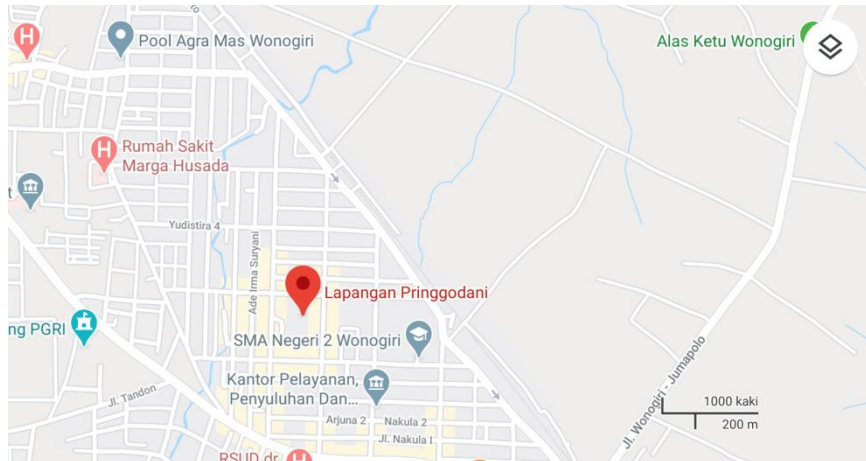 Pool Agra Mas Wonogiri
Alas Ketu Wonogiri
H
Rumah Sakit
Marga Husada
H
t
Yudistira 4
Ade Irma Suryani
Lapangan Pringgodani
ng PGRI
SMA Negeri 2 Wonogiri
Kantor Pelayanan,
Penyuluhan Dan...
Jl. Tandon
Arjuna 2
Nakula 2
Jl. Nakula I
RSUD dr
H
Jl. Wonogiri - Jumapolo
1000 kaki
200 m